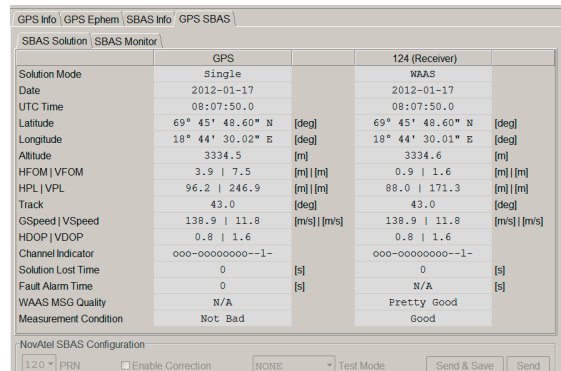 GPS Info GPS Ephem SBAS Info GPS SBAS
SBAS Solution SBAS Monitor
GPS 124 (Receiver)
Solution Mode Single WAAS
Date 2012-01-17 2012-01-17
UTC Time 08:07:50.0 08:07:50.0
Latitude 69° 45' 48.60" N [deg] 69° 45' 48.60" N [deg]
Longitude 18° 44' 30.02" E [deg] 18° 44' 30.01" E [deg]
Altitude 3334.5 [m] 3334.6 [m]
HFOM | VFOM 3.9 | 7.5 [m] | [m] 0.9 | 1.6 [m] | [m]
HPL | VPL 96.2 | 246.9 [m] | [m] 88.0 | 171.3 [m] | [m]
Track 43.0 [deg] 43.0 [deg]
GSpeed | VSpeed 138.9 | 11.8 [m/s] | [m/s] 138.9 | 11.8 [m/s] | [m/s]
HDOP | VDOP 0.8 | 1.6 0.8 | 1.6
Channel Indicator ooo-oooooooo--l- ooo-oooooooo--l-
Solution Lost Time 0 [s] 0 [s]
Fault Alarm Time 0 [s] N/A [s]
WAAS MSG Quality N/A Pretty Good
Measurement Condition Not Bad Good
NovAtel SBAS Configuration
120 PRN Enable Correction NONE Test Mode Send & Save Send